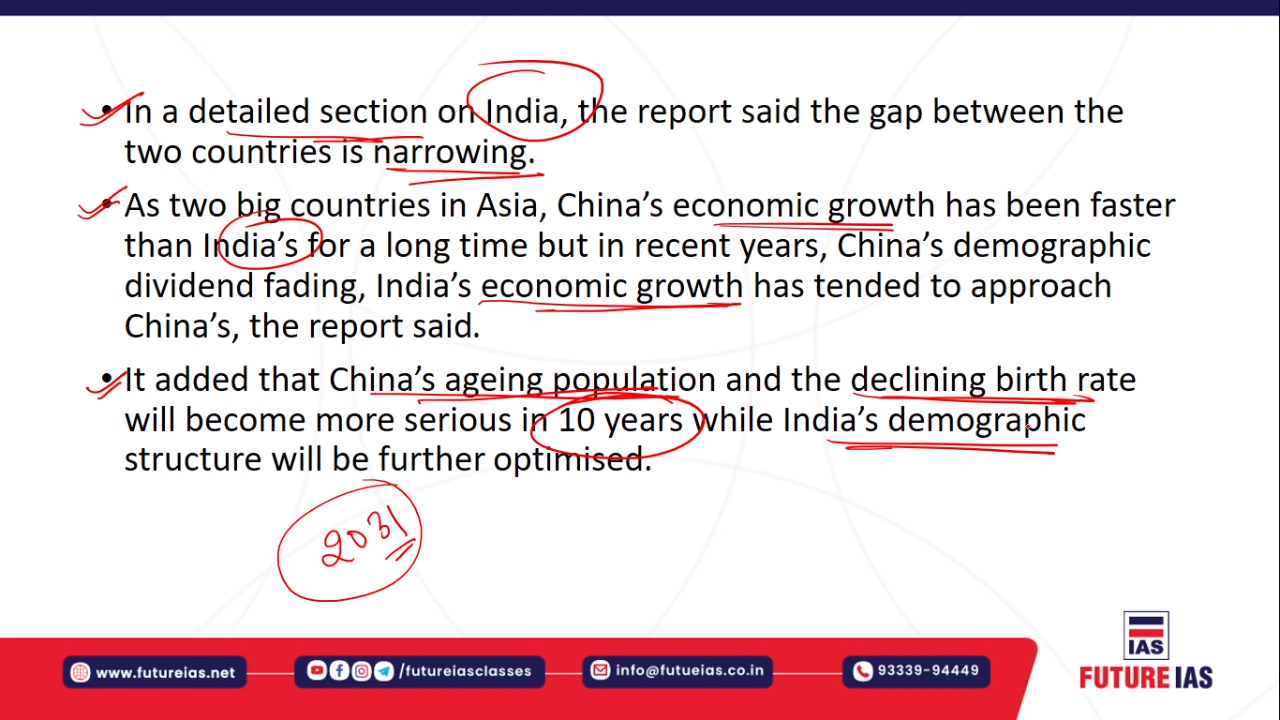 • In a detailed section on India, the report said the gap between the
two countries is narrowing.
• As two big countries in Asia, China’s economic growth has been faster
than India’s for a long time but in recent years, China’s demographic
dividend fading, India’s economic growth has tended to approach
China’s, the report said.
• It added that China’s ageing population and the declining birth rate
will become more serious in 10 years while India’s demographic
structure will be further optimised.
2031
IAS
www.futureias.net
/futureiasclasses
info@futueias.co.in
93339-94449
FUTURE IAS